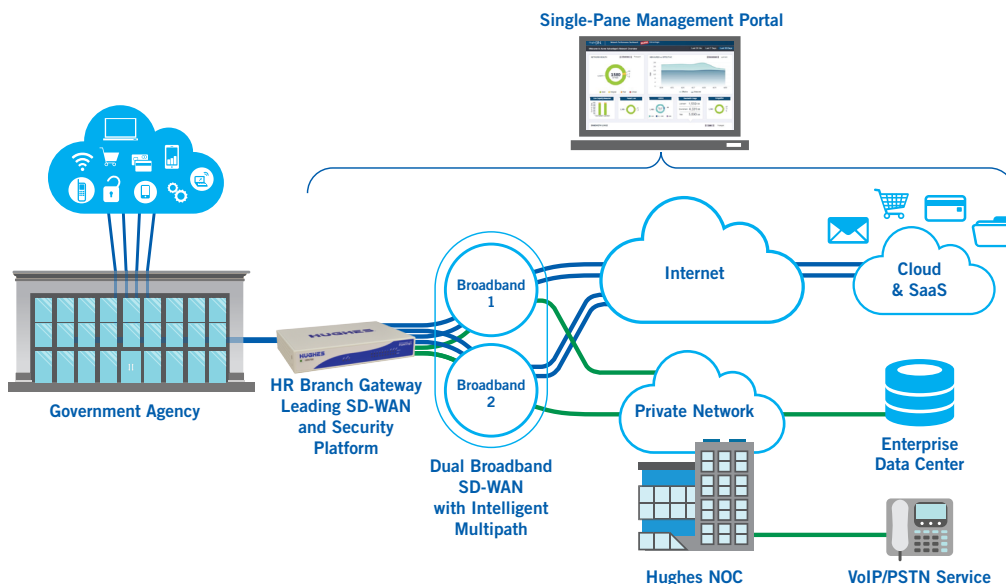 Single-Pane Management Portal
Internet
Cloud
& SaaS
Broadband
1
Broadband
2
HUGHES
HUGHES
Government Agency
HR Branch Gateway
Leading SD-WAN
and Security
Platform
Private Network
Enterprise
Data Center
Dual Broadband
SD-WAN
with Intelligent
Multipath
Hughes NOC
VoIP/PSTN Service